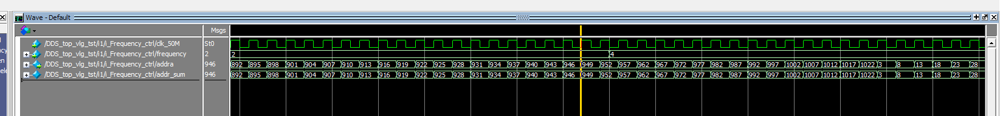 Wave - Default
Msgs
/DDS_top_vlg_tst/i1/i_Frequency_ctrl/clk_50M St0
/DDS_top_vlg_tst/i1/i_Frequency_ctrl/frequency 2 2 4
/DDS_top_vlg_tst/i1/i_Frequency_ctrl/addra 946 892 895 898 901 904 907 910 913 916 919 922 925 928 931 934 937 940 943 946 949 952 957 962 967 972 977 982 987 992 997 1002 1007 1012 1017 1022 3 8 13 18 23 28
/DDS_top_vlg_tst/i1/i_Frequency_ctrl/addr_sum 946 892 895 898 901 904 907 910 913 916 919 922 925 928 931 934 937 940 943 946 949 952 957 962 967 972 977 982 987 992 997 1002 1007 1012 1017 1022 3 8 13 18 23 28